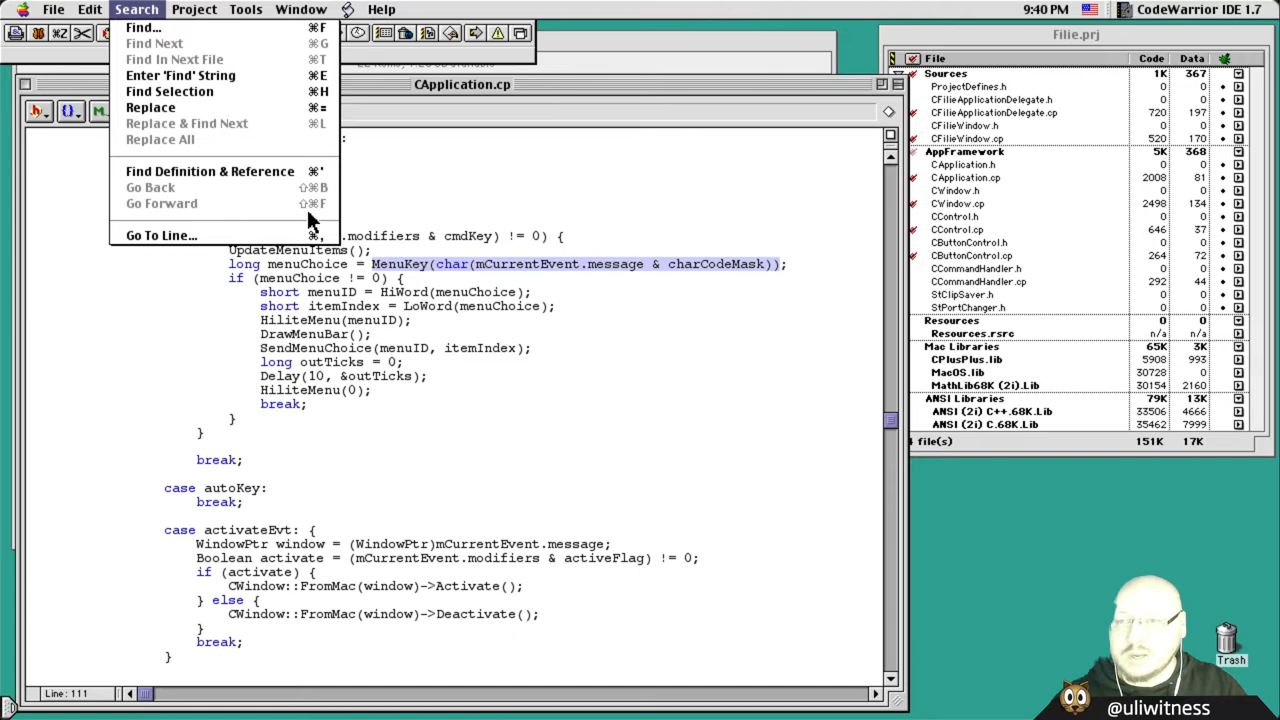 File Edit Search Project Tools Window Help 9:40 PM CodeWarrior IDE 1.7
Find... ⌘F
Find Next ⌘G
Find In Next File ⌘T
Enter 'Find' String ⌘E
Find Selection ⌘H
Replace ⌘=
Replace & Find Next ⌘L
Replace All
Find Definition & Reference ⌘'
Go Back ⇧⌘B
Go Forward ⇧⌘F
Go To Line... ⌘,
CApplication.cp
:
.modifiers & cmdKey) != 0) {
UpdateMenuItems();
long menuChoice = MenuKey(char(mCurrentEvent.message & charCodeMask));
if (menuChoice != 0) {
short menuID = HiWord(menuChoice);
short itemIndex = LoWord(menuChoice);
HiliteMenu(menuID);
DrawMenuBar();
SendMenuChoice(menuID, itemIndex);
long outTicks = 0;
Delay(10, &outTicks);
HiliteMenu(0);
break;
}
}
break;
case autoKey:
break;
case activateEvt: {
WindowPtr window = (WindowPtr)mCurrentEvent.message;
Boolean activate = (mCurrentEvent.modifiers & activeFlag) != 0;
if (activate) {
CWindow::FromMac(window)->Activate();
} else {
CWindow::FromMac(window)->Deactivate();
}
break;
}
Line: 111
Filie.prj
File Code Data
Sources 1K 367
ProjectDefines.h 0 0
CFilieApplicationDelegate.h 0 0
CFilieApplicationDelegate.cp 720 197
CFilieWindow.h 0 0
CFilieWindow.cp 520 170
AppFramework 5K 368
CApplication.h 0 0
CApplication.cp 2008 81
CWindow.h 0 0
CWindow.cp 2498 134
CControl.h 0 0
CControl.cp 646 37
CButtonControl.h 0 0
CButtonControl.cp 264 72
CCommandHandler.h 0 0
CCommandHandler.cp 292 44
StClipSaver.h 0 0
StPortChanger.h 0 0
Resources 0 0
Resources.rsrc n/a n/a
Mac Libraries 65K 3K
CPlusPlus.lib 5908 993
MacOS.lib 30728 0
MathLib68K (2i).Lib 30154 2160
ANSI Libraries 79K 13K
ANSI (2i) C++.68K.Lib 33506 4666
ANSI (2i) C.68K.Lib 35462 7999
file(s) 151K 17K
Trash
@uliwitness